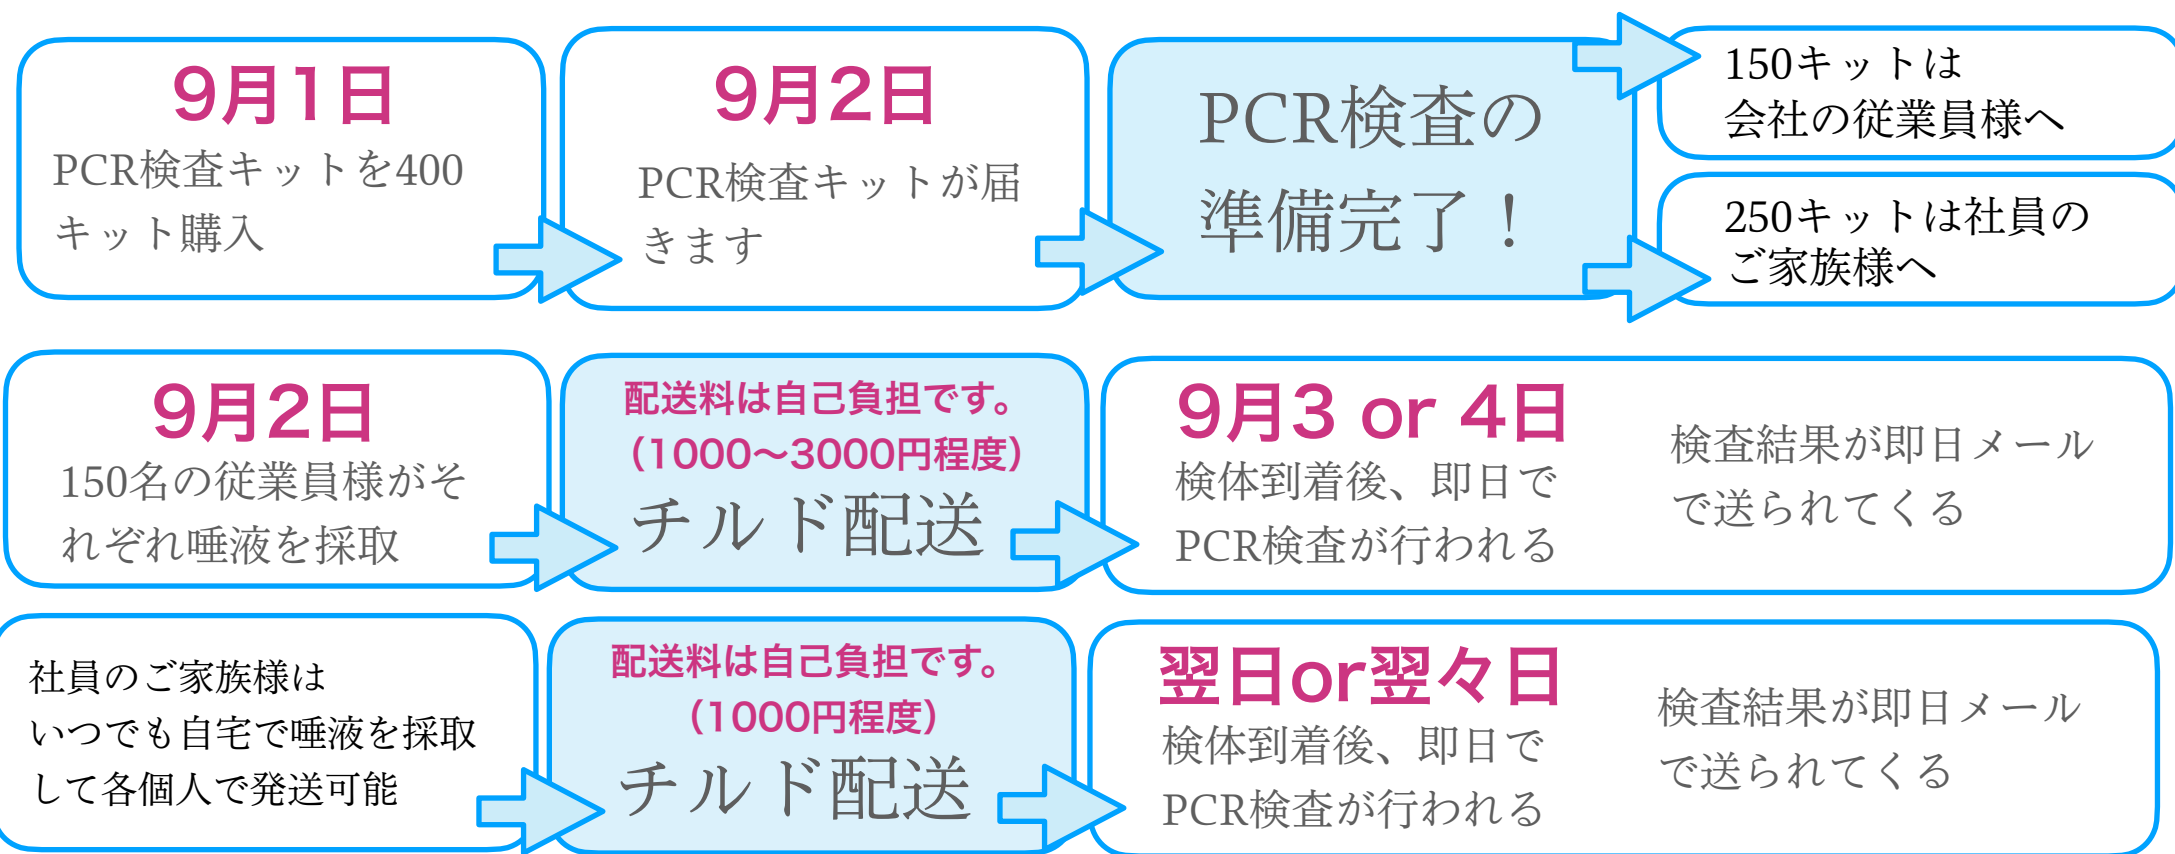 9月1日
PCR検査キットを400
キット購入
9月2日
PCR検査キットが届
きます
PCR検査の
準備完了！
150キットは
会社の従業員様へ
250キットは社員の
ご家族様へ
9月2日
150名の従業員様がそ
れぞれ唾液を採取
配送料は自己負担です。
（1000〜3000円程度）
チルド配送
9月3 or 4日
検体到着後、即日で
PCR検査が行われる
検査結果が即日メール
で送られてくる
社員のご家族様は
いつでも自宅で唾液を採取
して各個人で発送可能
配送料は自己負担です。
（1000円程度）
チルド配送
翌日or翌々日
検体到着後、即日で
PCR検査が行われる
検査結果が即日メール
で送られてくる